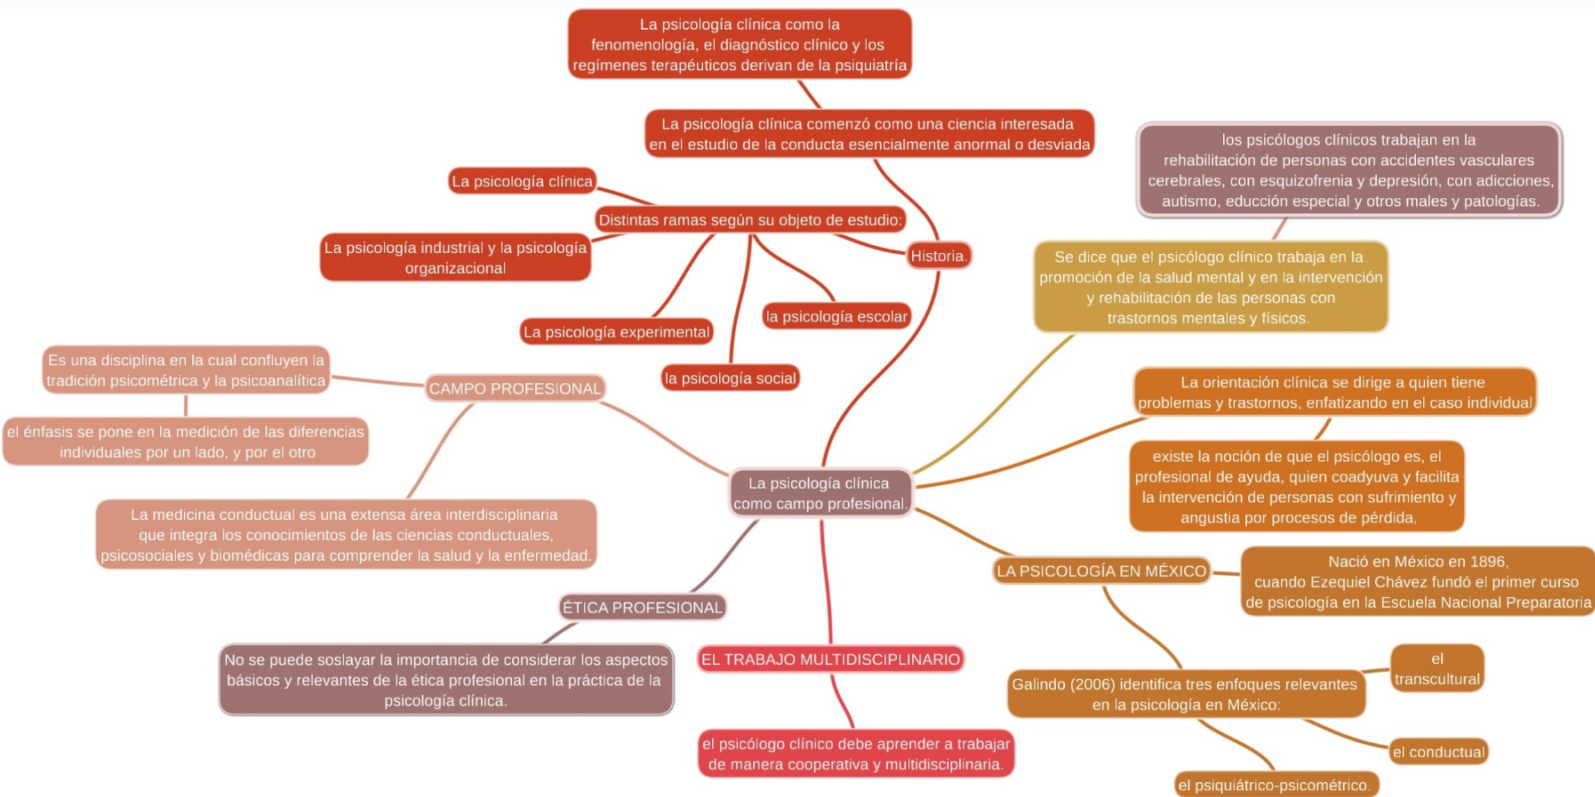 La psicología clínica como la
fenomenología, el diagnóstico clínico y los
regímenes terapéuticos derivan de la psiquiatría
La psicología clínica comenzó como una ciencia interesada
en el estudio de la conducta esencialmente anormal o desviada
La psicología clínica
Distintas ramas según su objeto de estudio:
La psicología industrial y la psicología
organizacional
Historia.
La psicología experimental
la psicología escolar
la psicología social
los psicólogos clínicos trabajan en la
rehabilitación de personas con accidentes vasculares
cerebrales, con esquizofrenia y depresión, con adicciones,
autismo, educción especial y otros males y patologías.
Se dice que el psicólogo clínico trabaja en la
promoción de la salud mental y en la intervención
y rehabilitación de las personas con
trastornos mentales y físicos.
Es una disciplina en la cual confluyen la
tradición psicométrica y la psicoanalítica
CAMPO PROFESIONAL
el énfasis se pone en la medición de las diferencias
individuales por un lado, y por el otro
La medicina conductual es una extensa área interdisciplinaria
que integra los conocimientos de las ciencias conductuales,
psicosociales y biomédicas para comprender la salud y la enfermedad.
La orientación clínica se dirige a quien tiene
problemas y trastornos, enfatizando en el caso individual
existe la noción de que el psicólogo es, el
profesional de ayuda, quien coadyuva y facilita
la intervención de personas con sufrimiento y
angustia por procesos de pérdida,
La psicología clínica
como campo profesional.
LA PSICOLOGÍA EN MÉXICO
Nació en México en 1896,
cuando Ezequiel Chávez fundó el primer curso
de psicología en la Escuela Nacional Preparatoria
ÉTICA PROFESIONAL
No se puede soslayar la importancia de considerar los aspectos
básicos y relevantes de la ética profesional en la práctica de la
psicología clínica.
EL TRABAJO MULTIDISCIPLINARIO
el psicólogo clínico debe aprender a trabajar
de manera cooperativa y multidisciplinaria.
Galindo (2006) identifica tres enfoques relevantes
en la psicología en México:
el
transcultural
el conductual
el psiquiátrico-psicométrico.